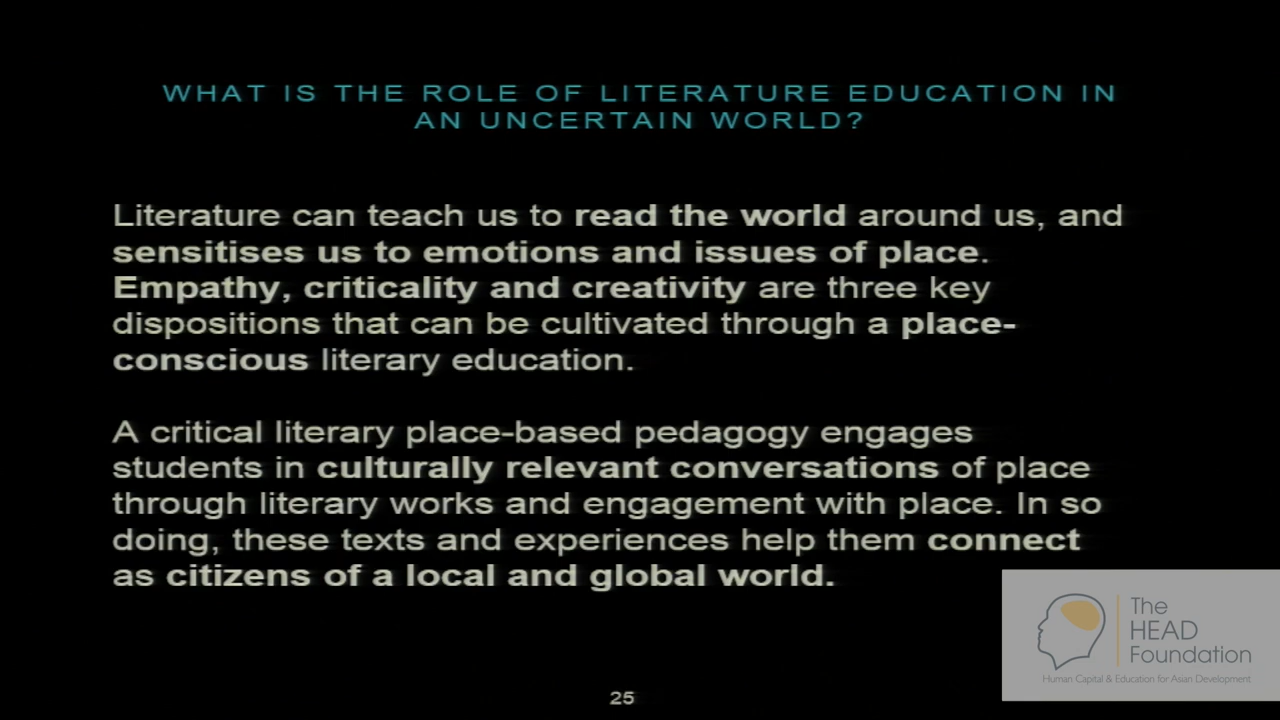 WHAT IS THE ROLE OF LITERATURE EDUCATION IN
AN UNCERTAIN WORLD?
Literature can teach us to read the world around us, and
sensitises us to emotions and issues of place.
Empathy, criticality and creativity are three key
dispositions that can be cultivated through a place-
conscious literary education.
A critical literary place-based pedagogy engages
students in culturally relevant conversations of place
through literary works and engagement with place. In so
doing, these texts and experiences help them connect
as citizens of a local and global world.
The
HEAD
Foundation
Human Capital & Education for Asian Development
25